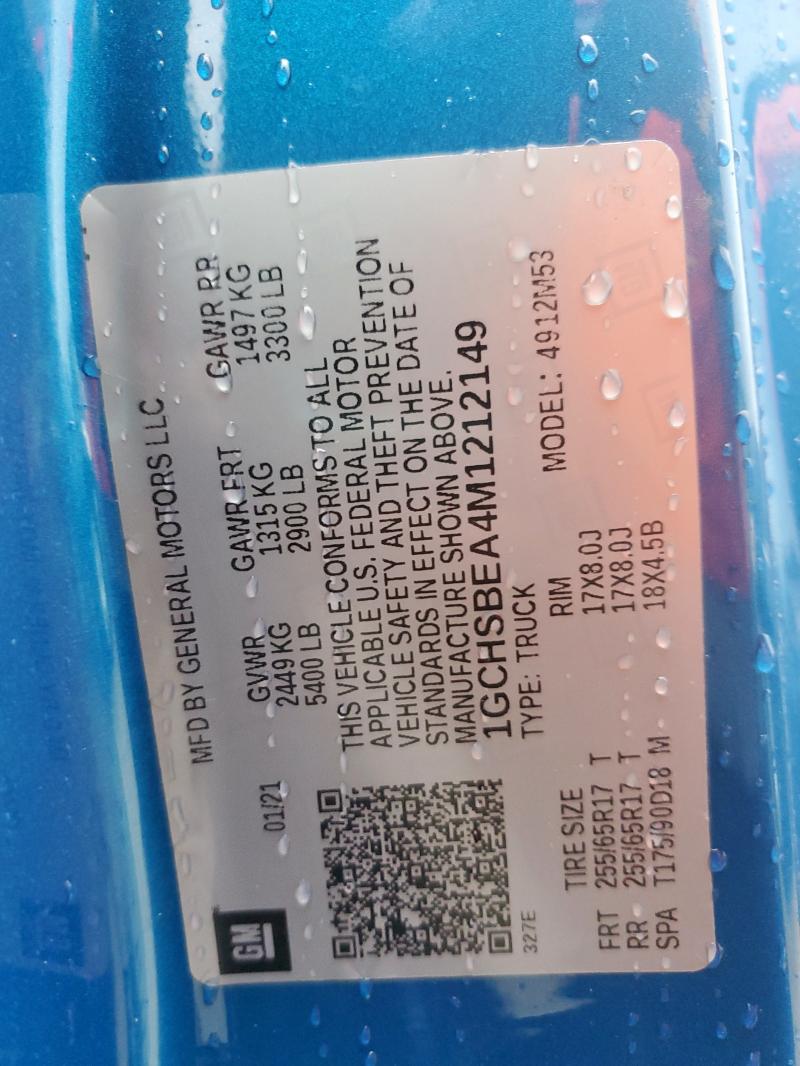 GM
MFD BY GENERAL MOTORS LLC
01/21 GVWR GAWR FRT GAWR RR
2449 KG 1315 KG 1497 KG
5400 LB 2900 LB 3300 LB
THIS VEHICLE CONFORMS TO ALL
APPLICABLE U.S. FEDERAL MOTOR
VEHICLE SAFETY AND THEFT PREVENTION
STANDARDS IN EFFECT ON THE DATE OF
MANUFACTURE SHOWN ABOVE.
1GCHSBEA4M1212149
327E TYPE: TRUCK MODEL: 4912M53
TIRE SIZE RIM
FRT 255/65R17 T 17X8.0J
RR 255/65R17 T 17X8.0J
SPA T175/90D18 M 18X4.5B